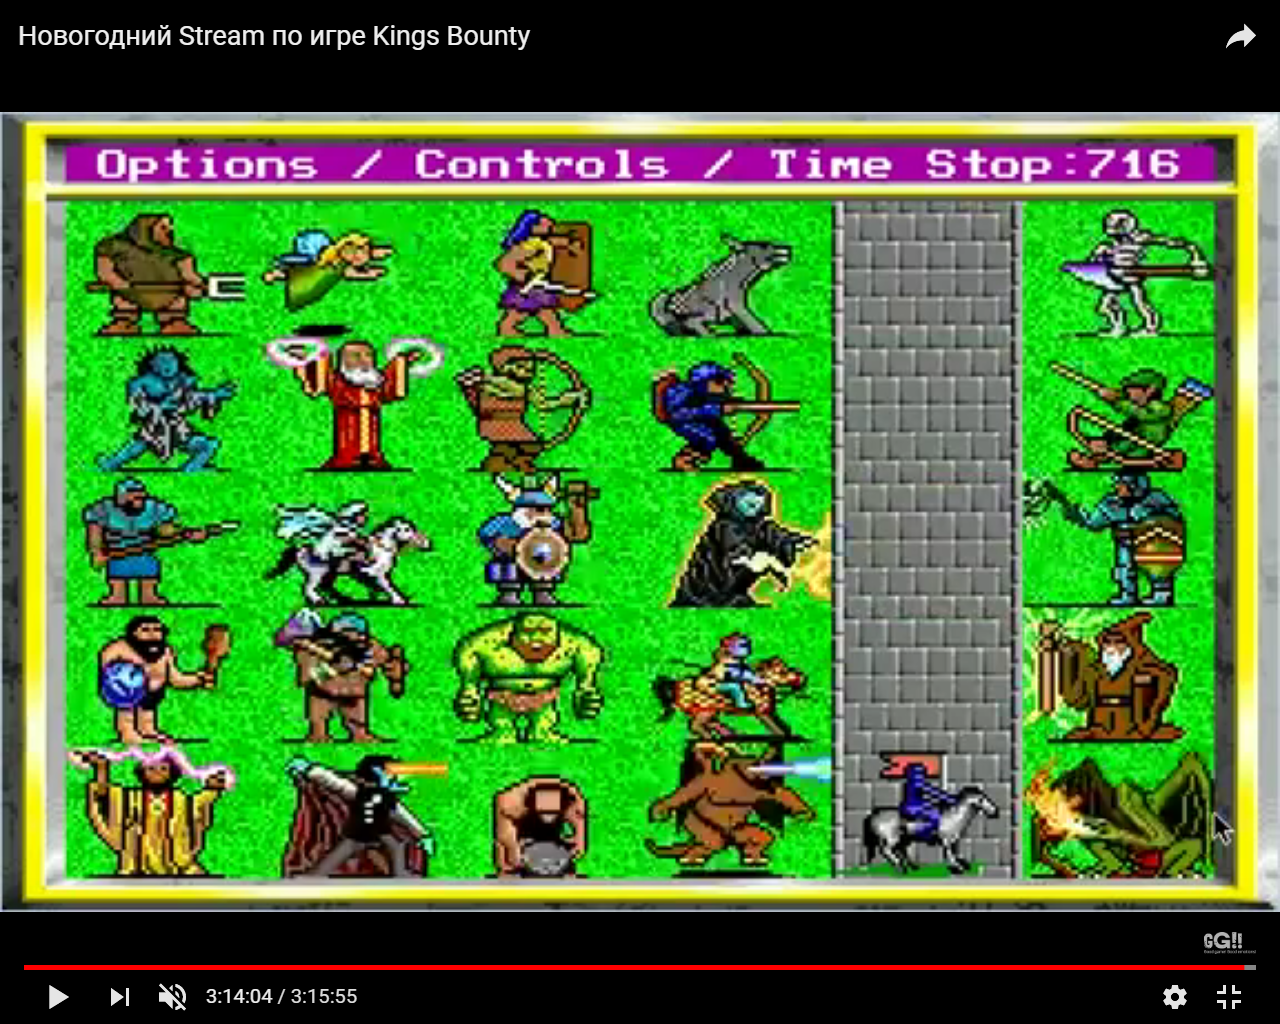 Новогодний Stream по игре Kings Bounty
Options / Controls / Time Stop:716
GG!!
3:14:04 / 3:15:55